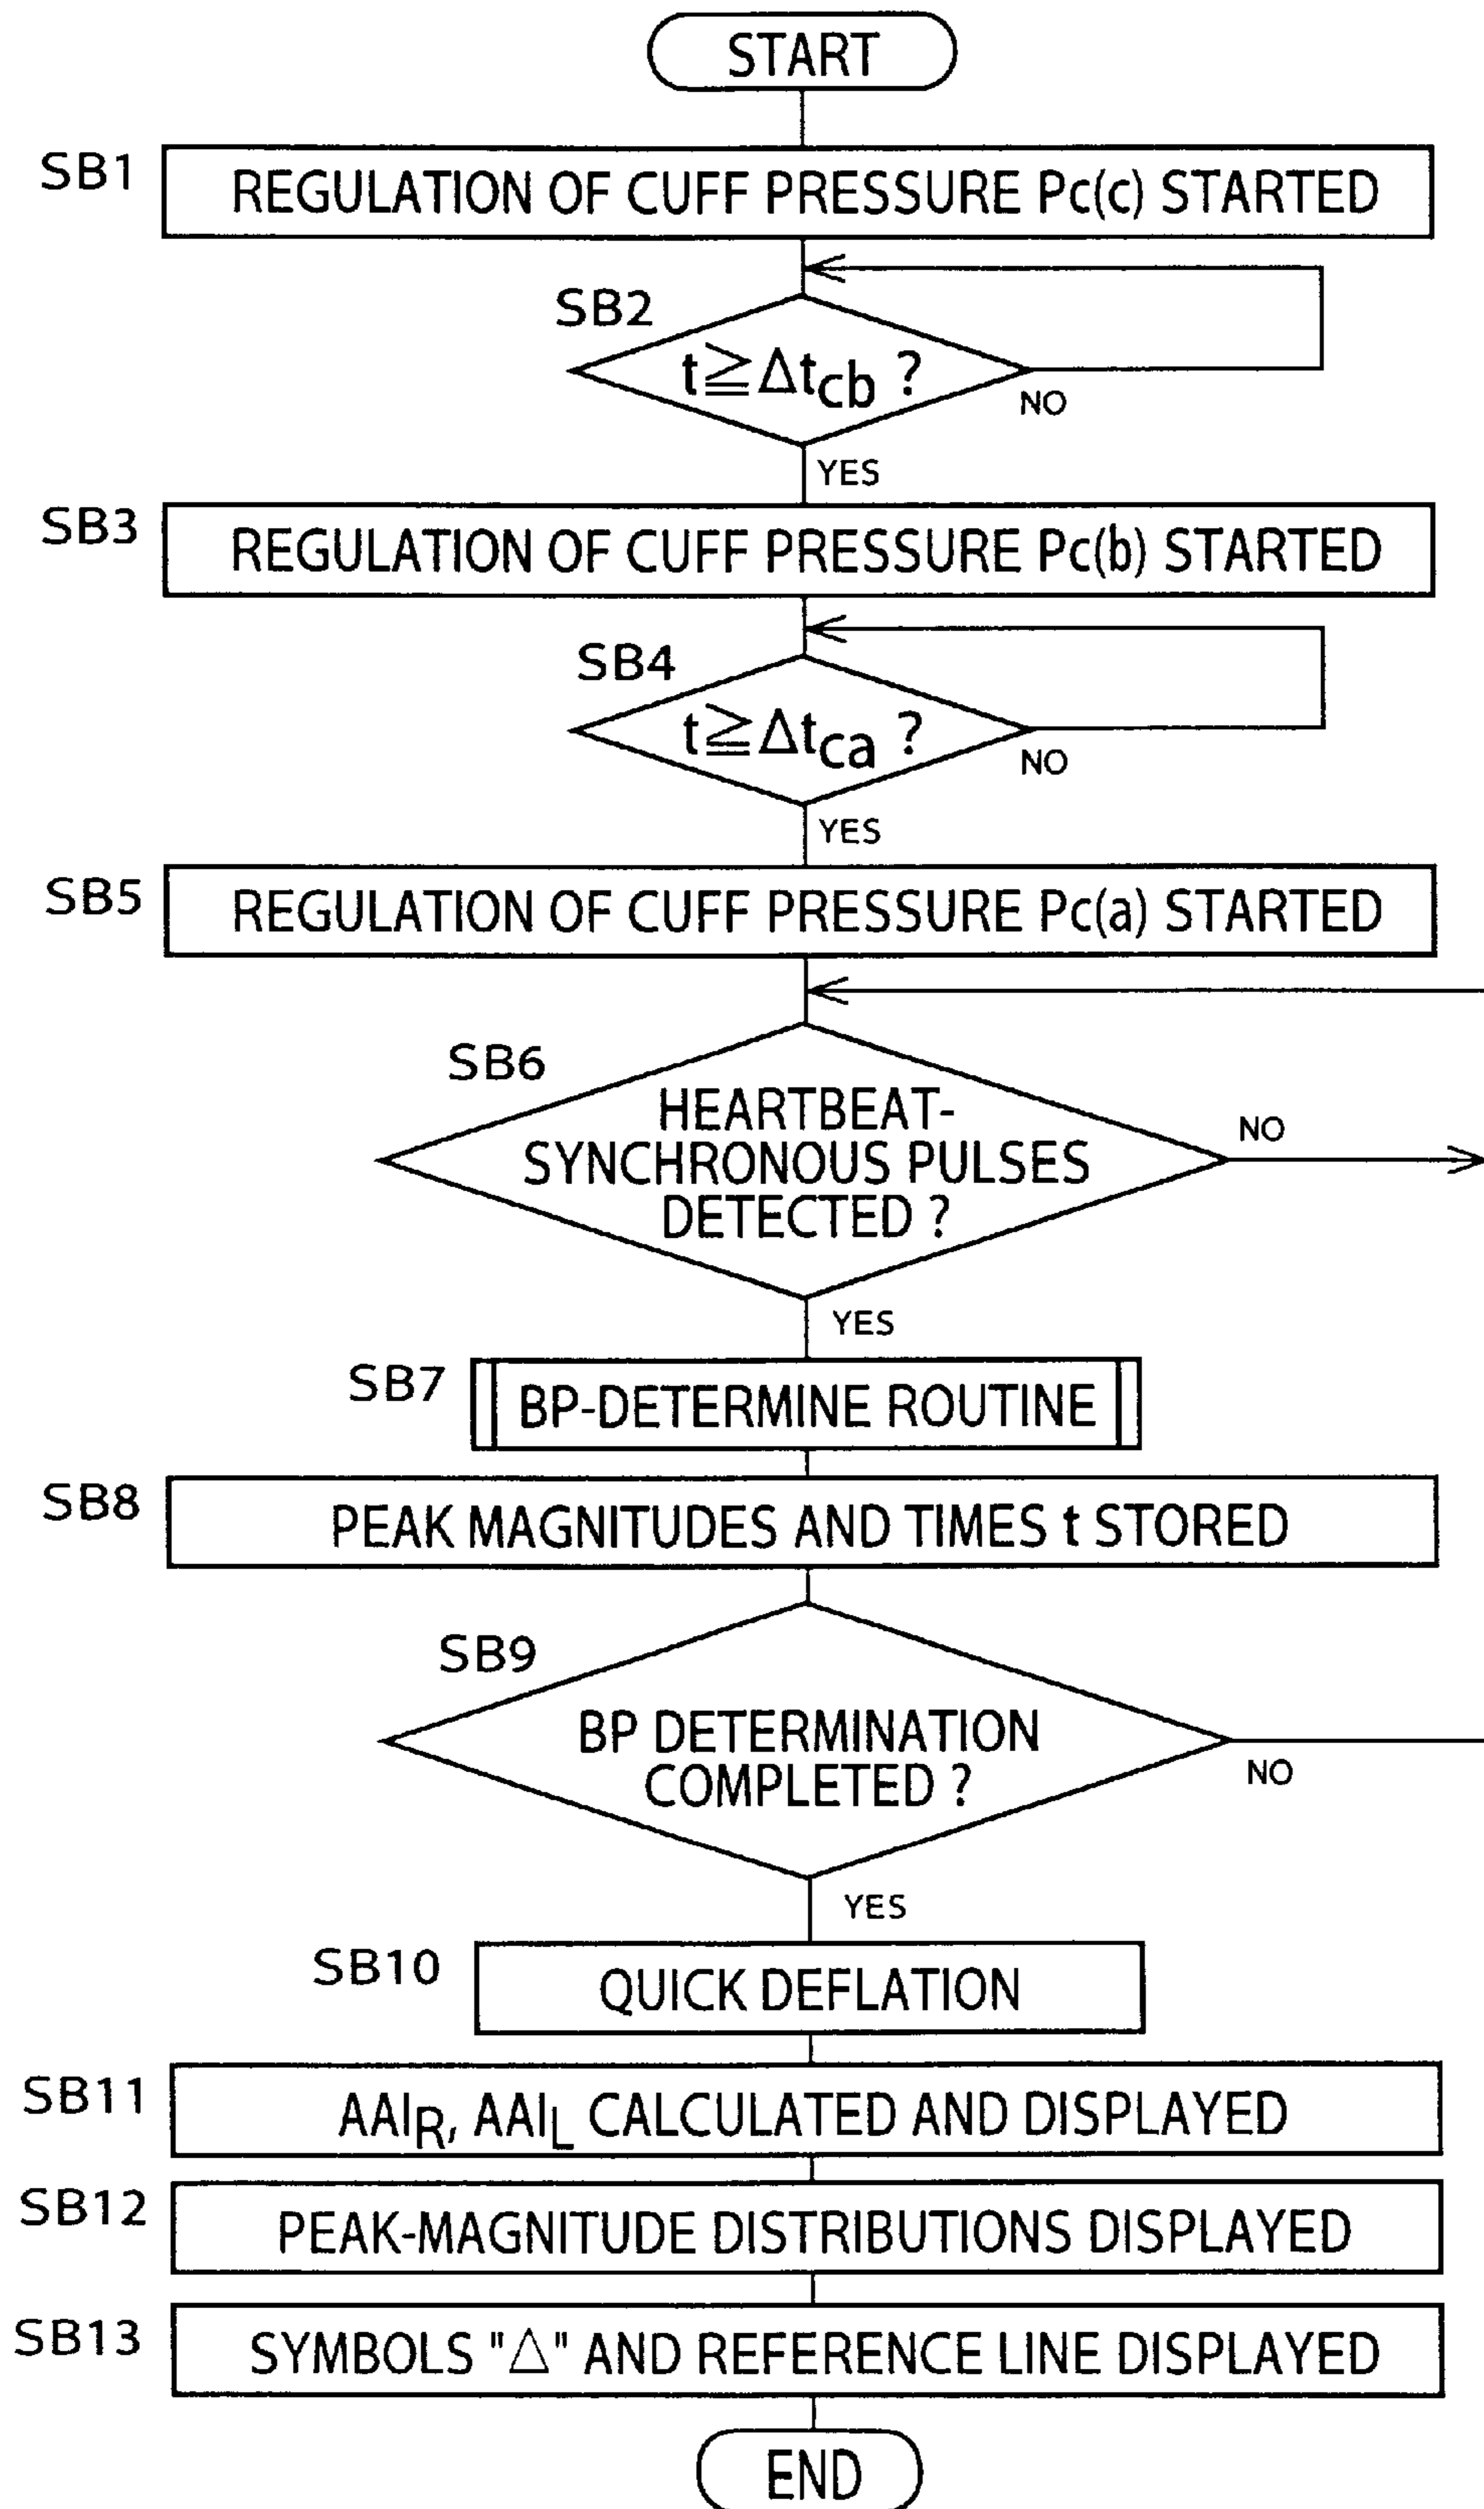 START
SB1
REGULATION OF CUFF PRESSURE Pc(c) STARTED
SB2
t≧Δtcb ?
NO
YES
SB3
REGULATION OF CUFF PRESSURE Pc(b) STARTED
SB4
t≧Δtca ?
NO
YES
SB5
REGULATION OF CUFF PRESSURE Pc(a) STARTED
SB6
HEARTBEAT-
SYNCHRONOUS PULSES
DETECTED ?
NO
YES
SB7
BP-DETERMINE ROUTINE
SB8
PEAK MAGNITUDES AND TIMES t STORED
SB9
BP DETERMINATION
COMPLETED ?
NO
YES
SB10
QUICK DEFLATION
SB11
AAIR, AAIL CALCULATED AND DISPLAYED
SB12
PEAK-MAGNITUDE DISTRIBUTIONS DISPLAYED
SB13
SYMBOLS "△" AND REFERENCE LINE DISPLAYED
END